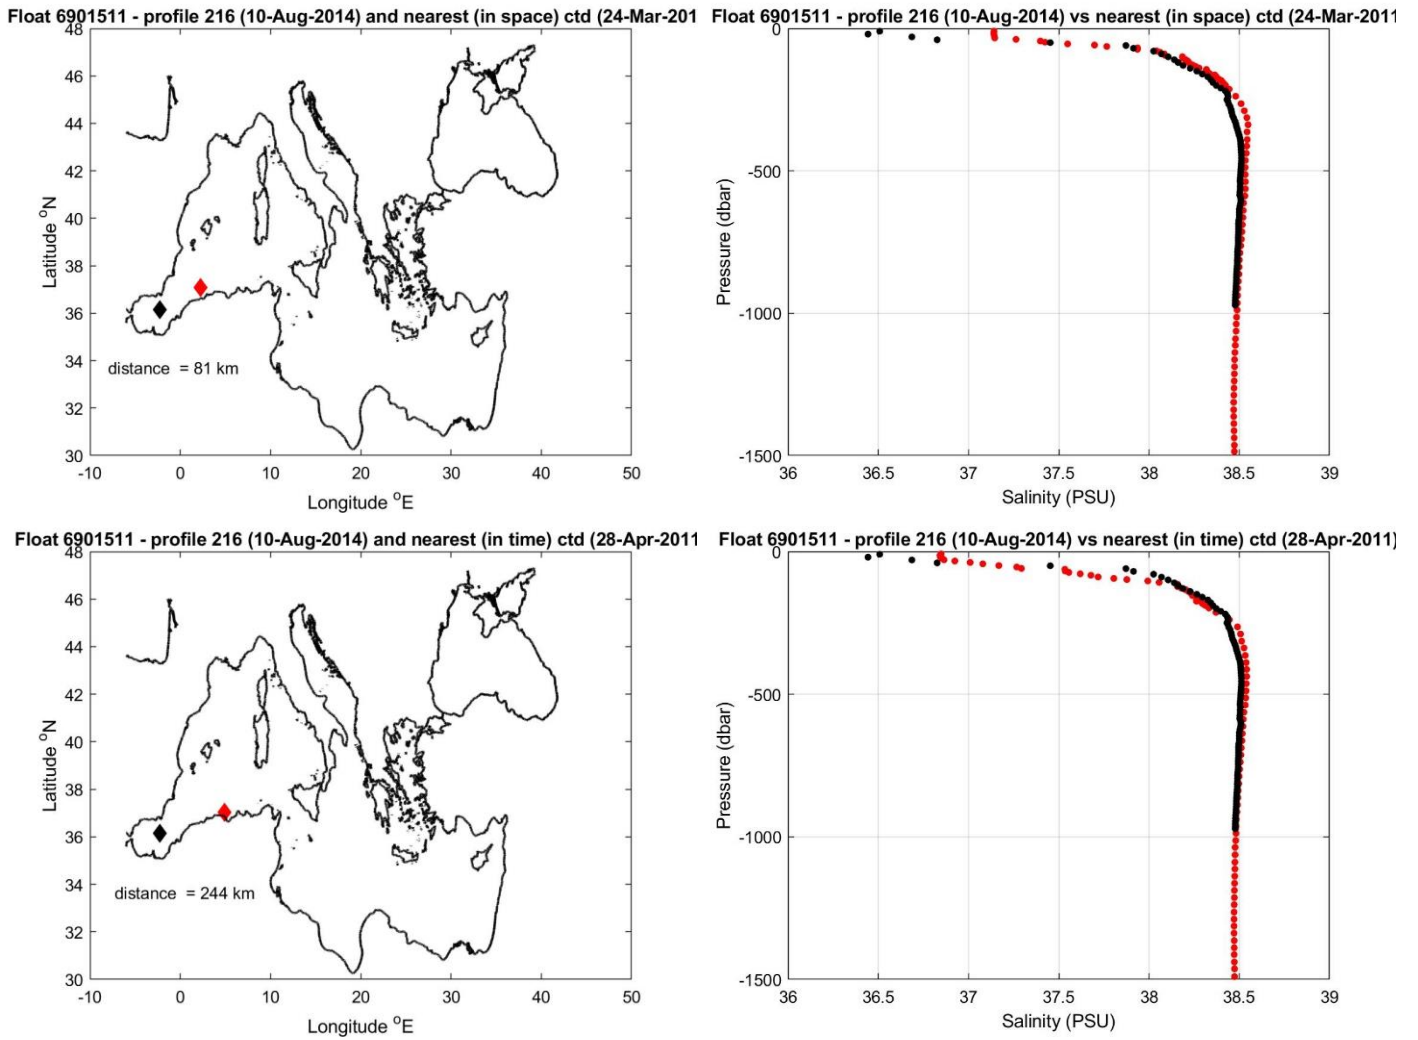 Float 6901511 - profile 216 (10-Aug-2014) and nearest (in space) ctd (24-Mar-201
48
46
44
42
40
38
36
34
32
30
Latitude °N
distance = 81 km
-10 0 10 20 30 40 50
Longitude °E
Float 6901511 - profile 216 (10-Aug-2014) vs nearest (in space) ctd (24-Mar-2011
0
-500
-1000
-1500
Pressure (dbar)
36 36.5 37 37.5 38 38.5 39
Salinity (PSU)
Float 6901511 - profile 216 (10-Aug-2014) and nearest (in time) ctd (28-Apr-2011
48
46
44
42
40
38
36
34
32
30
Latitude °N
distance = 244 km
-10 0 10 20 30 40 50
Longitude °E
Float 6901511 - profile 216 (10-Aug-2014) vs nearest (in time) ctd (28-Apr-2011)
0
-500
-1000
-1500
Pressure (dbar)
36 36.5 37 37.5 38 38.5 39
Salinity (PSU)